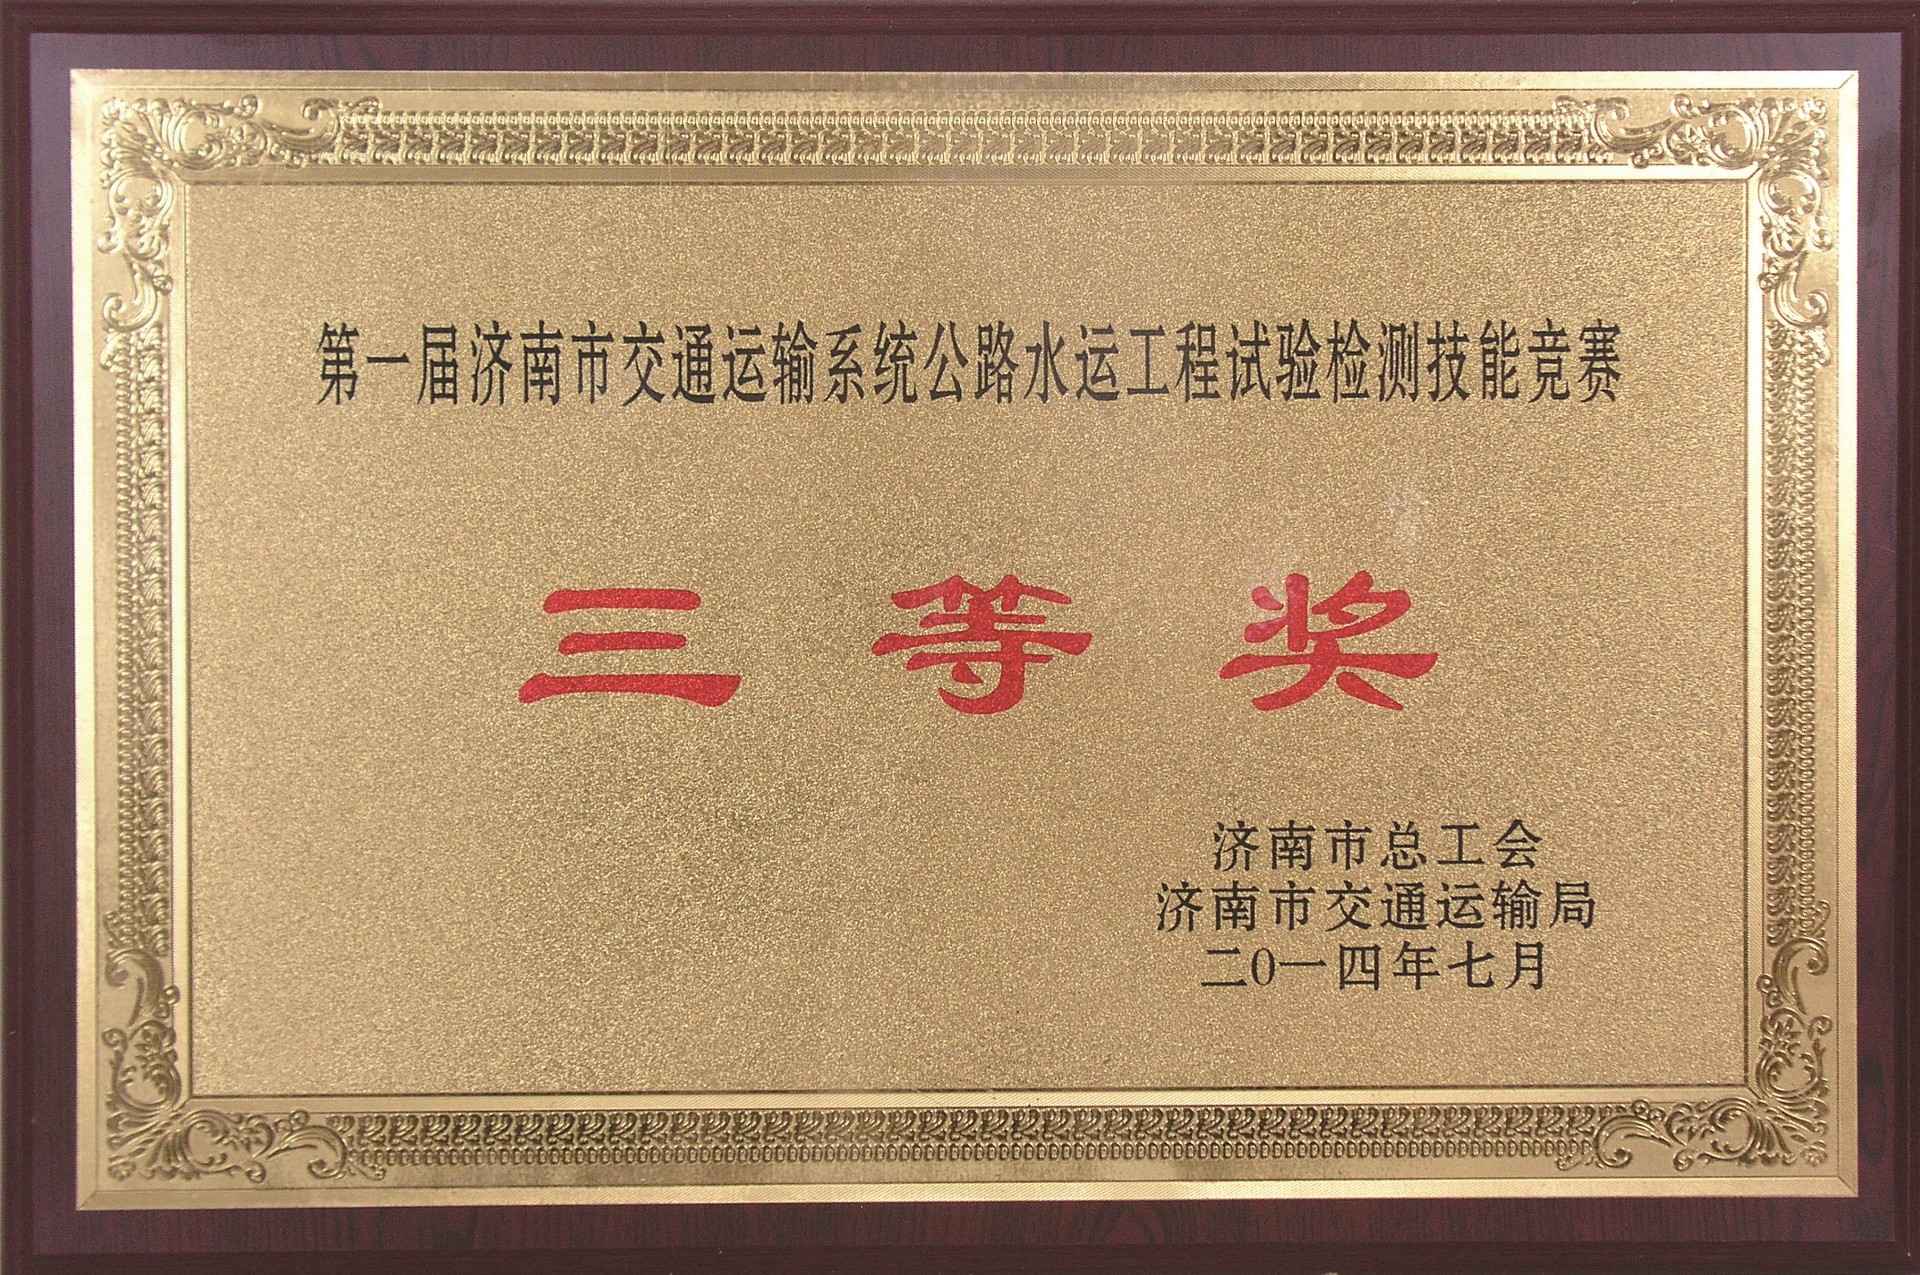 第一届济南市交通运输系统公路水运工程试验检测技能竞赛
三等奖
济南市总工会
济南市交通运输局
二0一四年七月